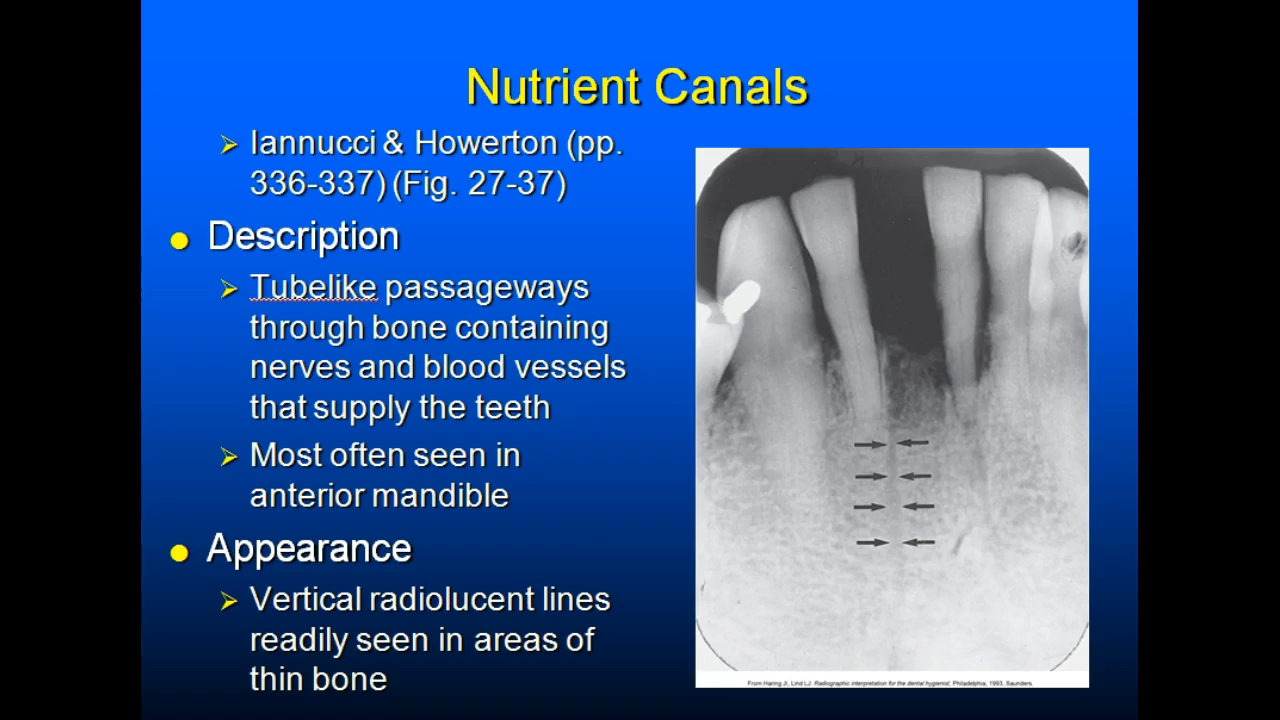 Nutrient Canals
Iannucci & Howerton (pp.
336-337) (Fig. 27-37)
Description
Tubelike passageways
through bone containing
nerves and blood vessels
that supply the teeth
Most often seen in
anterior mandible
Appearance
Vertical radiolucent lines
readily seen in areas of
thin bone
From Haring JI, Lind LJ: Radiographic interpretation for the dental hygienist, Philadelphia, 1993, Saunders.